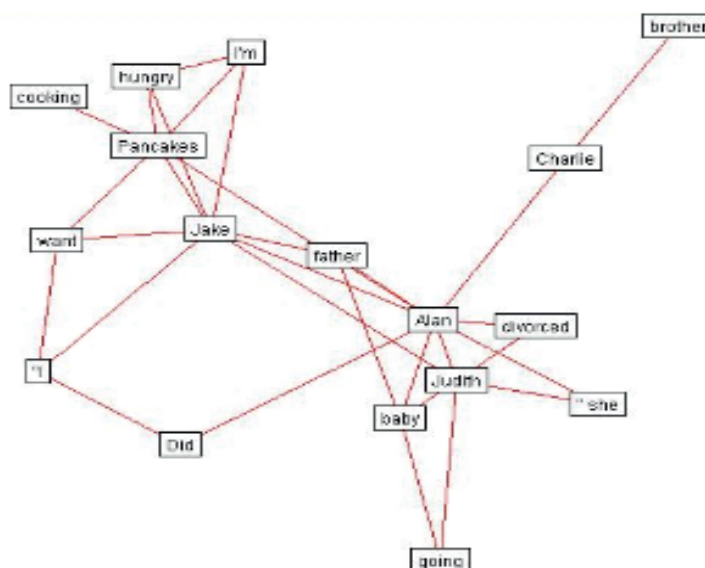 brother
I'm
hungry
cooking
Pancakes
Charlie
Jake
want
father
Alan
divorced
"I
Judith
" she
baby
Did
going